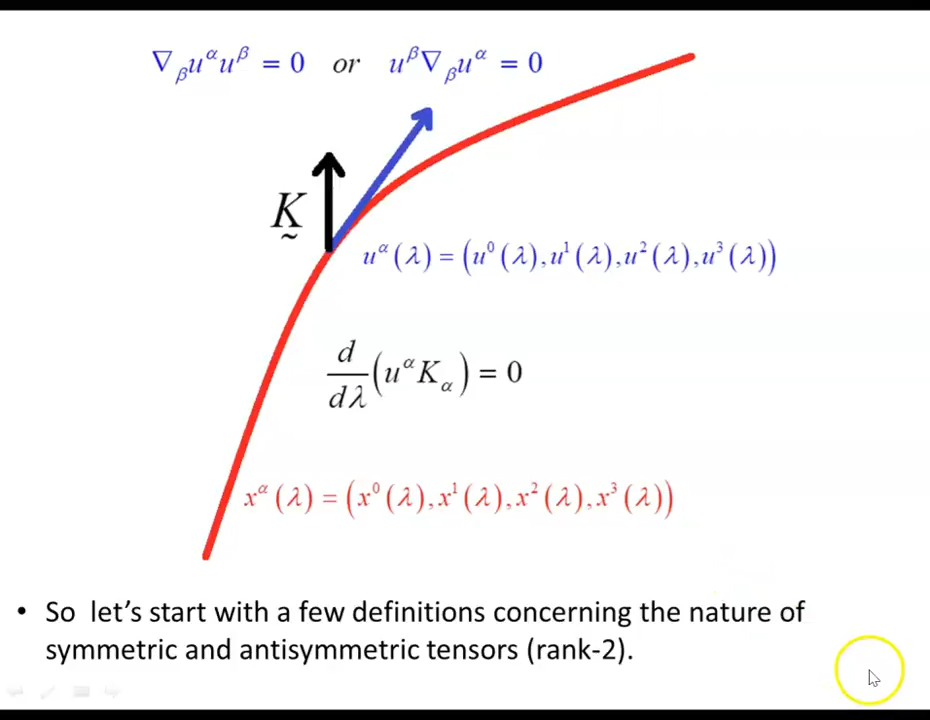 ∇_β u^α u^β = 0 or u^β ∇_β u^α = 0
K̰
u^α(λ) = (u^0(λ), u^1(λ), u^2(λ), u^3(λ))
d/dλ (u^α K_α) = 0
x^α(λ) = (x^0(λ), x^1(λ), x^2(λ), x^3(λ))
• So let’s start with a few definitions concerning the nature of
symmetric and antisymmetric tensors (rank-2).